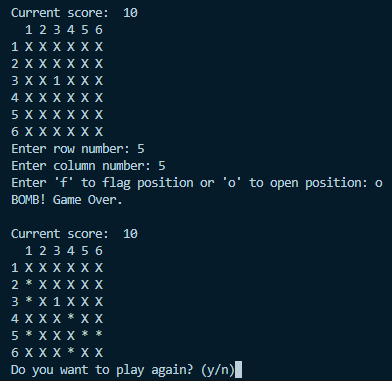 Current score:  10
  1 2 3 4 5 6
1 X X X X X X
2 X X X X X X
3 X X 1 X X X
4 X X X X X X
5 X X X X X X
6 X X X X X X
Enter row number: 5
Enter column number: 5
Enter 'f' to flag position or 'o' to open position: o
BOMB! Game Over.

Current score:  10
  1 2 3 4 5 6
1 X X X X X X
2 * X X X X X
3 * X 1 X X X
4 X X X * X X
5 * X X X * *
6 X X X * X X
Do you want to play again? (y/n)